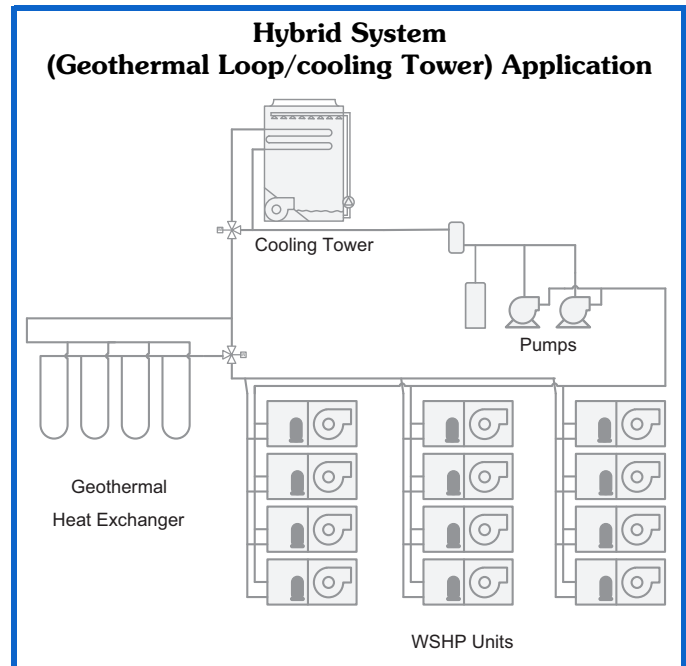 Hybrid System
(Geothermal Loop/cooling Tower) Application
Cooling Tower
Pumps
Geothermal
Heat Exchanger
WSHP Units